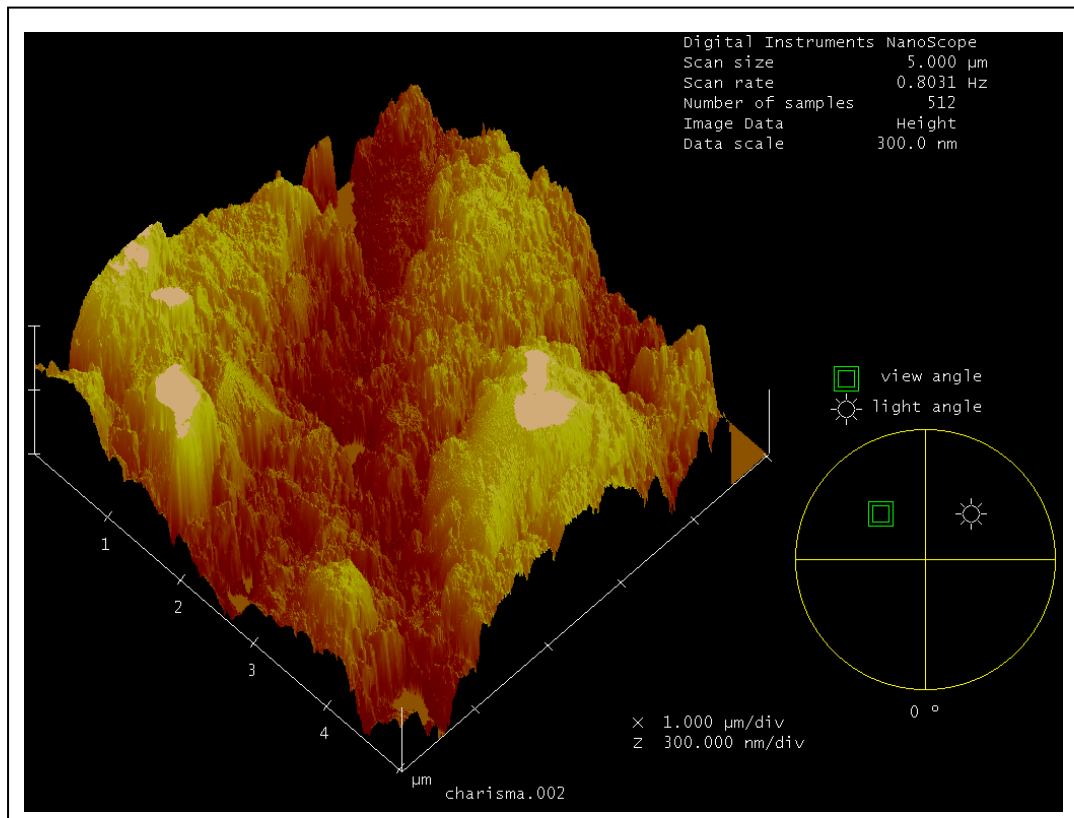 Digital Instruments NanoScope
Scan size 5.000 µm
Scan rate 0.8031 Hz
Number of samples 512
Image Data Height
Data scale 300.0 nm
view angle
light angle
1
2
3
4
µm
0 º
X 1.000 µm/div
Z 300.000 nm/div
charisma.002